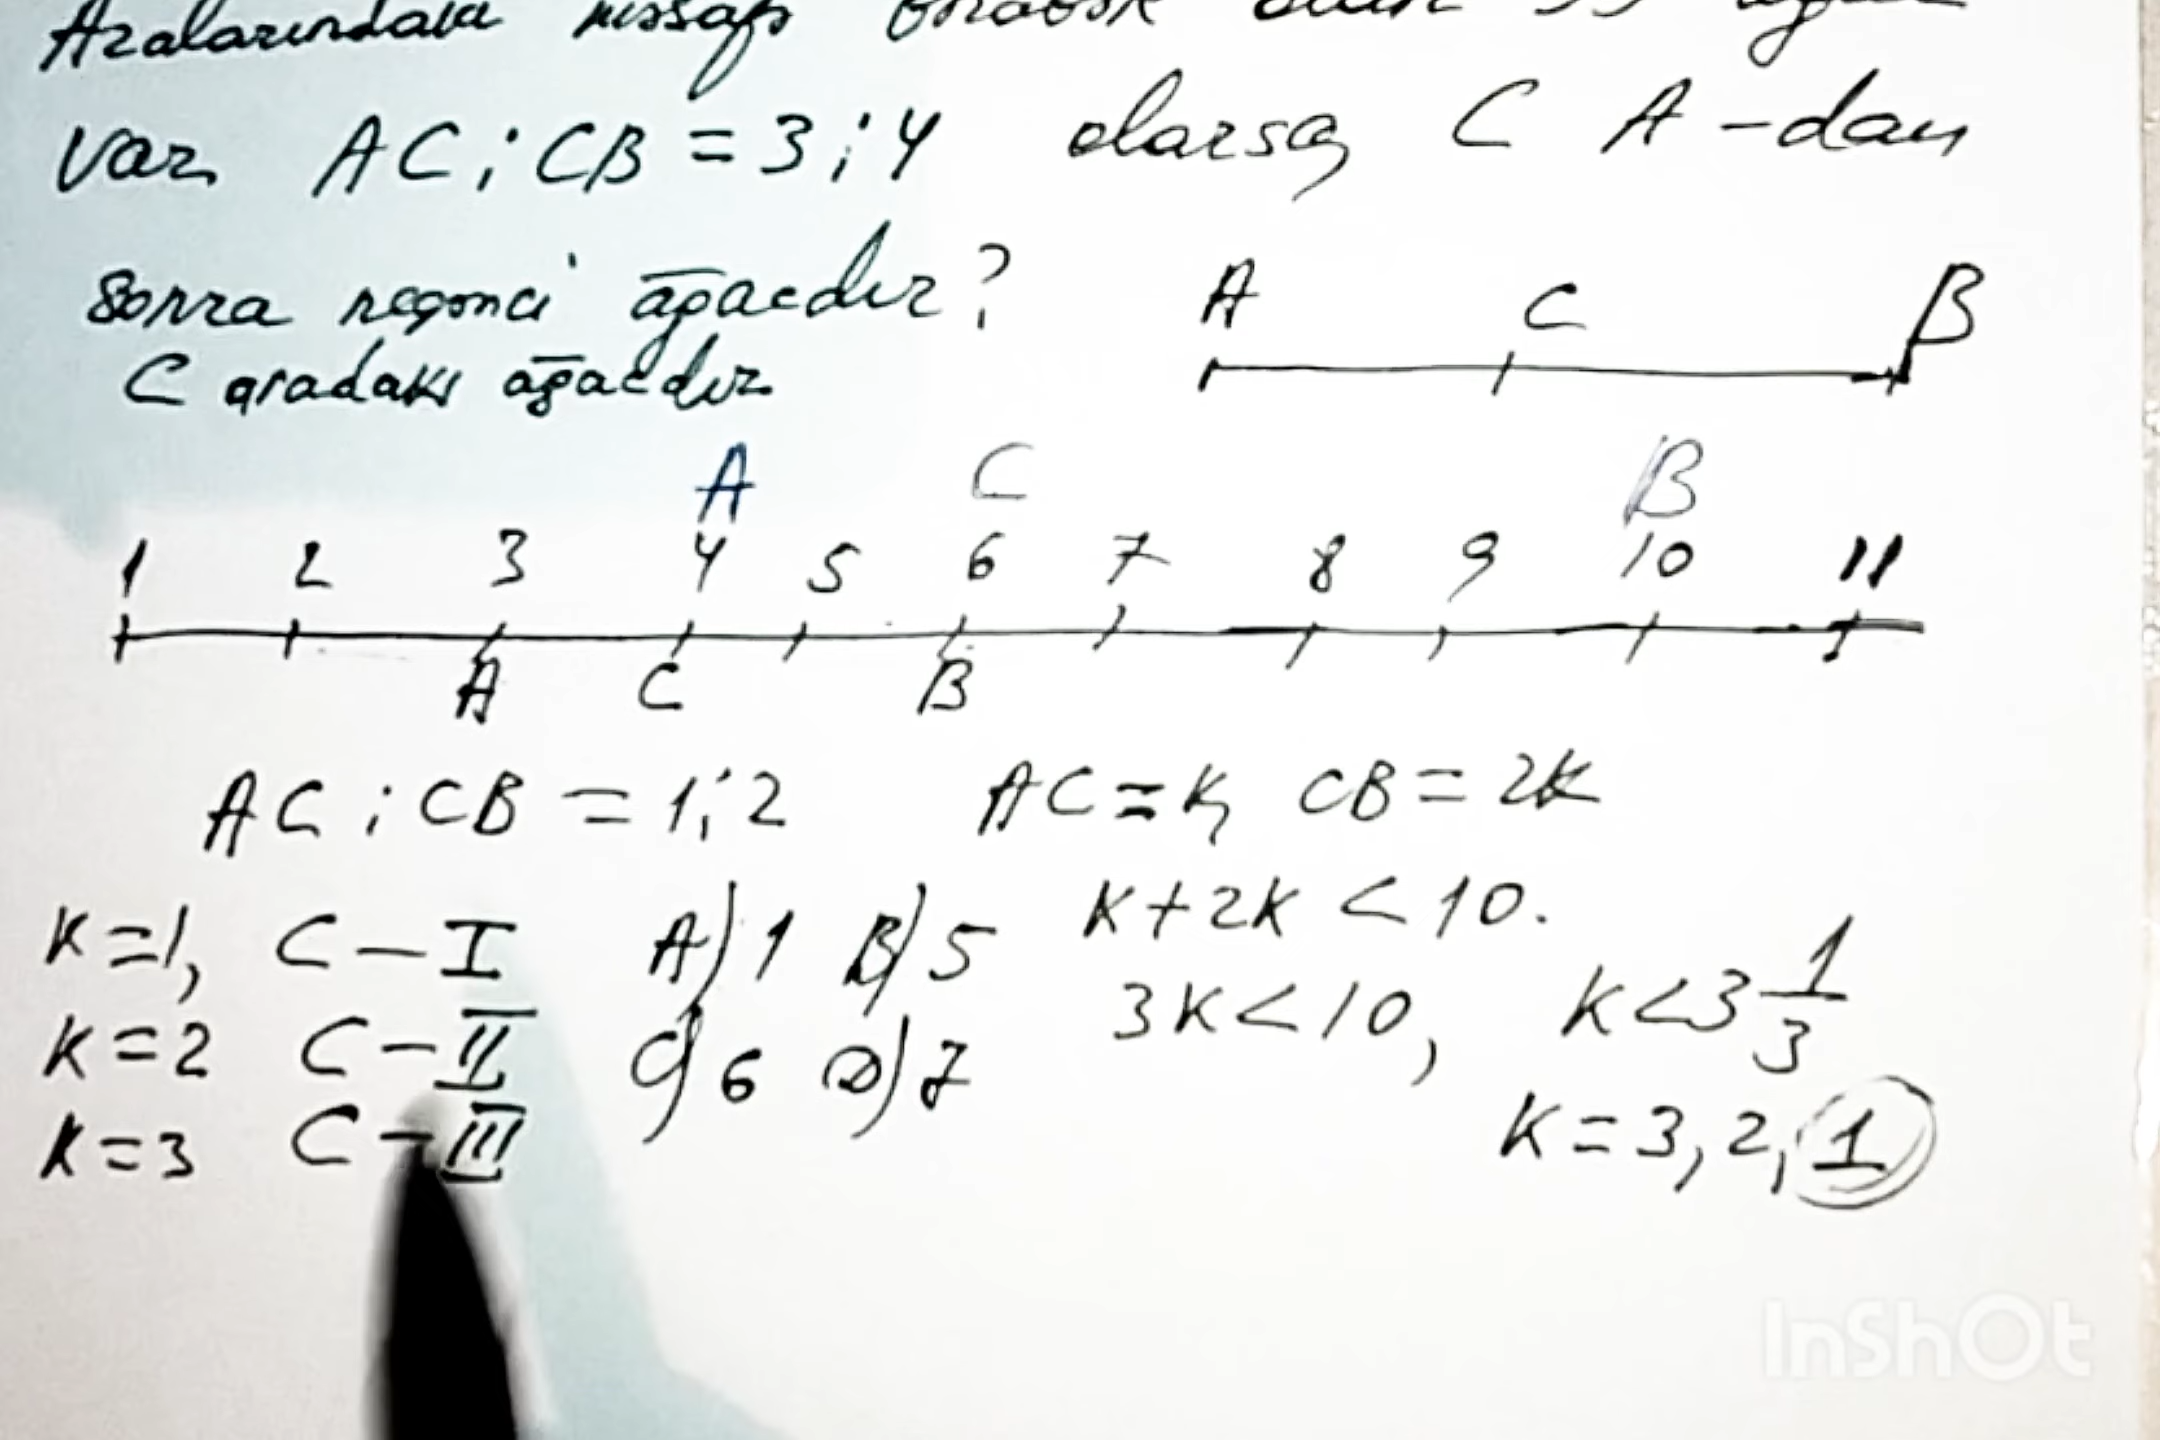 Aralarındakı məsafə
var AC:CB = 3:4 olarsa, C A-dan
sonra neçənci ağacdır?
C aradakı ağacdır
A C B
A C B
1 2 3 4 5 6 7 8 9 10 11
A C B
AC:CB = 1:2 AC = k, CB = 2k
k=1, C – I A) 1 B) 5 k+2k < 10.
k=2 C – II C) 6 D) 7 3k<10, k<3 1/3
k=3 C – III k=3, 2, 1
InShOt